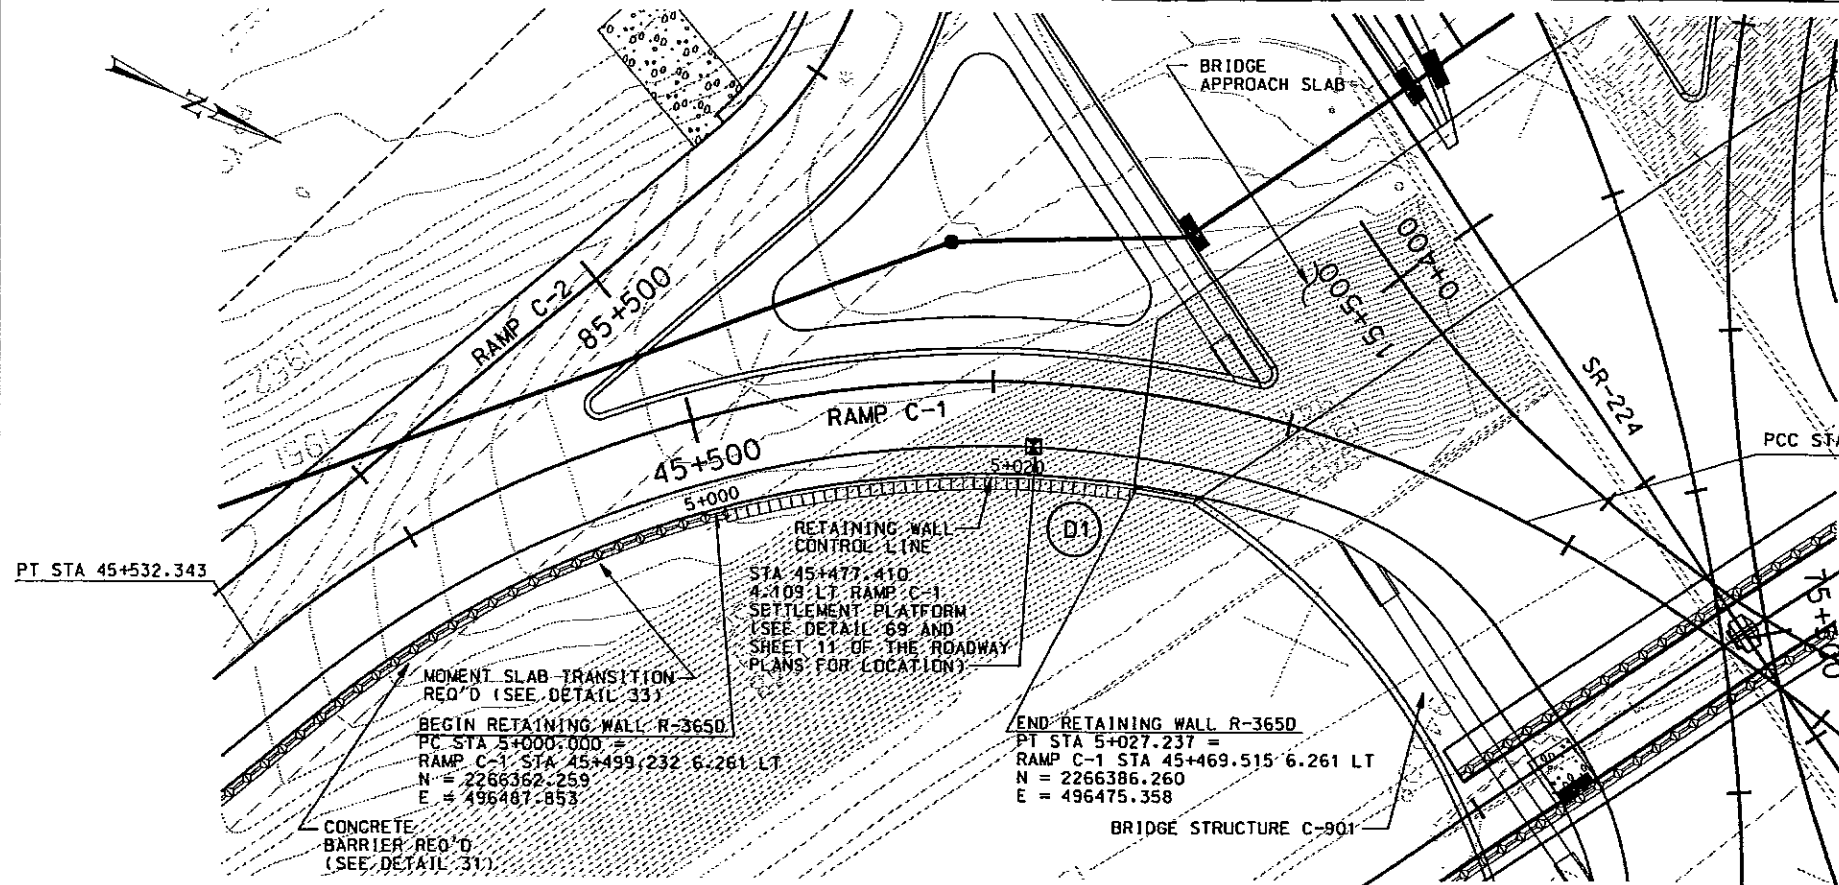 N
BRIDGE
APPROACH SLAB
RAMP C-2
85+500
1952
1951
0+400
15+500
SR-224
RAMP C-1
45+500
PCC STA
5+000
5+020
RETAINING WALL
CONTROL LINE
D1
PT STA 45+532.343
STA 45+477.410
4.109 LT RAMP C-1
SETTLEMENT PLATFORM
(SEE DETAIL 69 AND
SHEET 11 OF THE ROADWAY
PLANS FOR LOCATION)
75+500
MOMENT SLAB TRANSITION
REQ'D (SEE DETAIL 33)
BEGIN RETAINING WALL R-365D
PC STA 5+000.000 =
RAMP C-1 STA 45+499.232 6.261 LT
N = 2266362.259
E = 496487.853
END RETAINING WALL R-365D
PT STA 5+027.237 =
RAMP C-1 STA 45+469.515 6.261 LT
N = 2266386.260
E = 496475.358
CONCRETE
BARRIER REQ'D
(SEE DETAIL 31)
BRIDGE STRUCTURE C-901